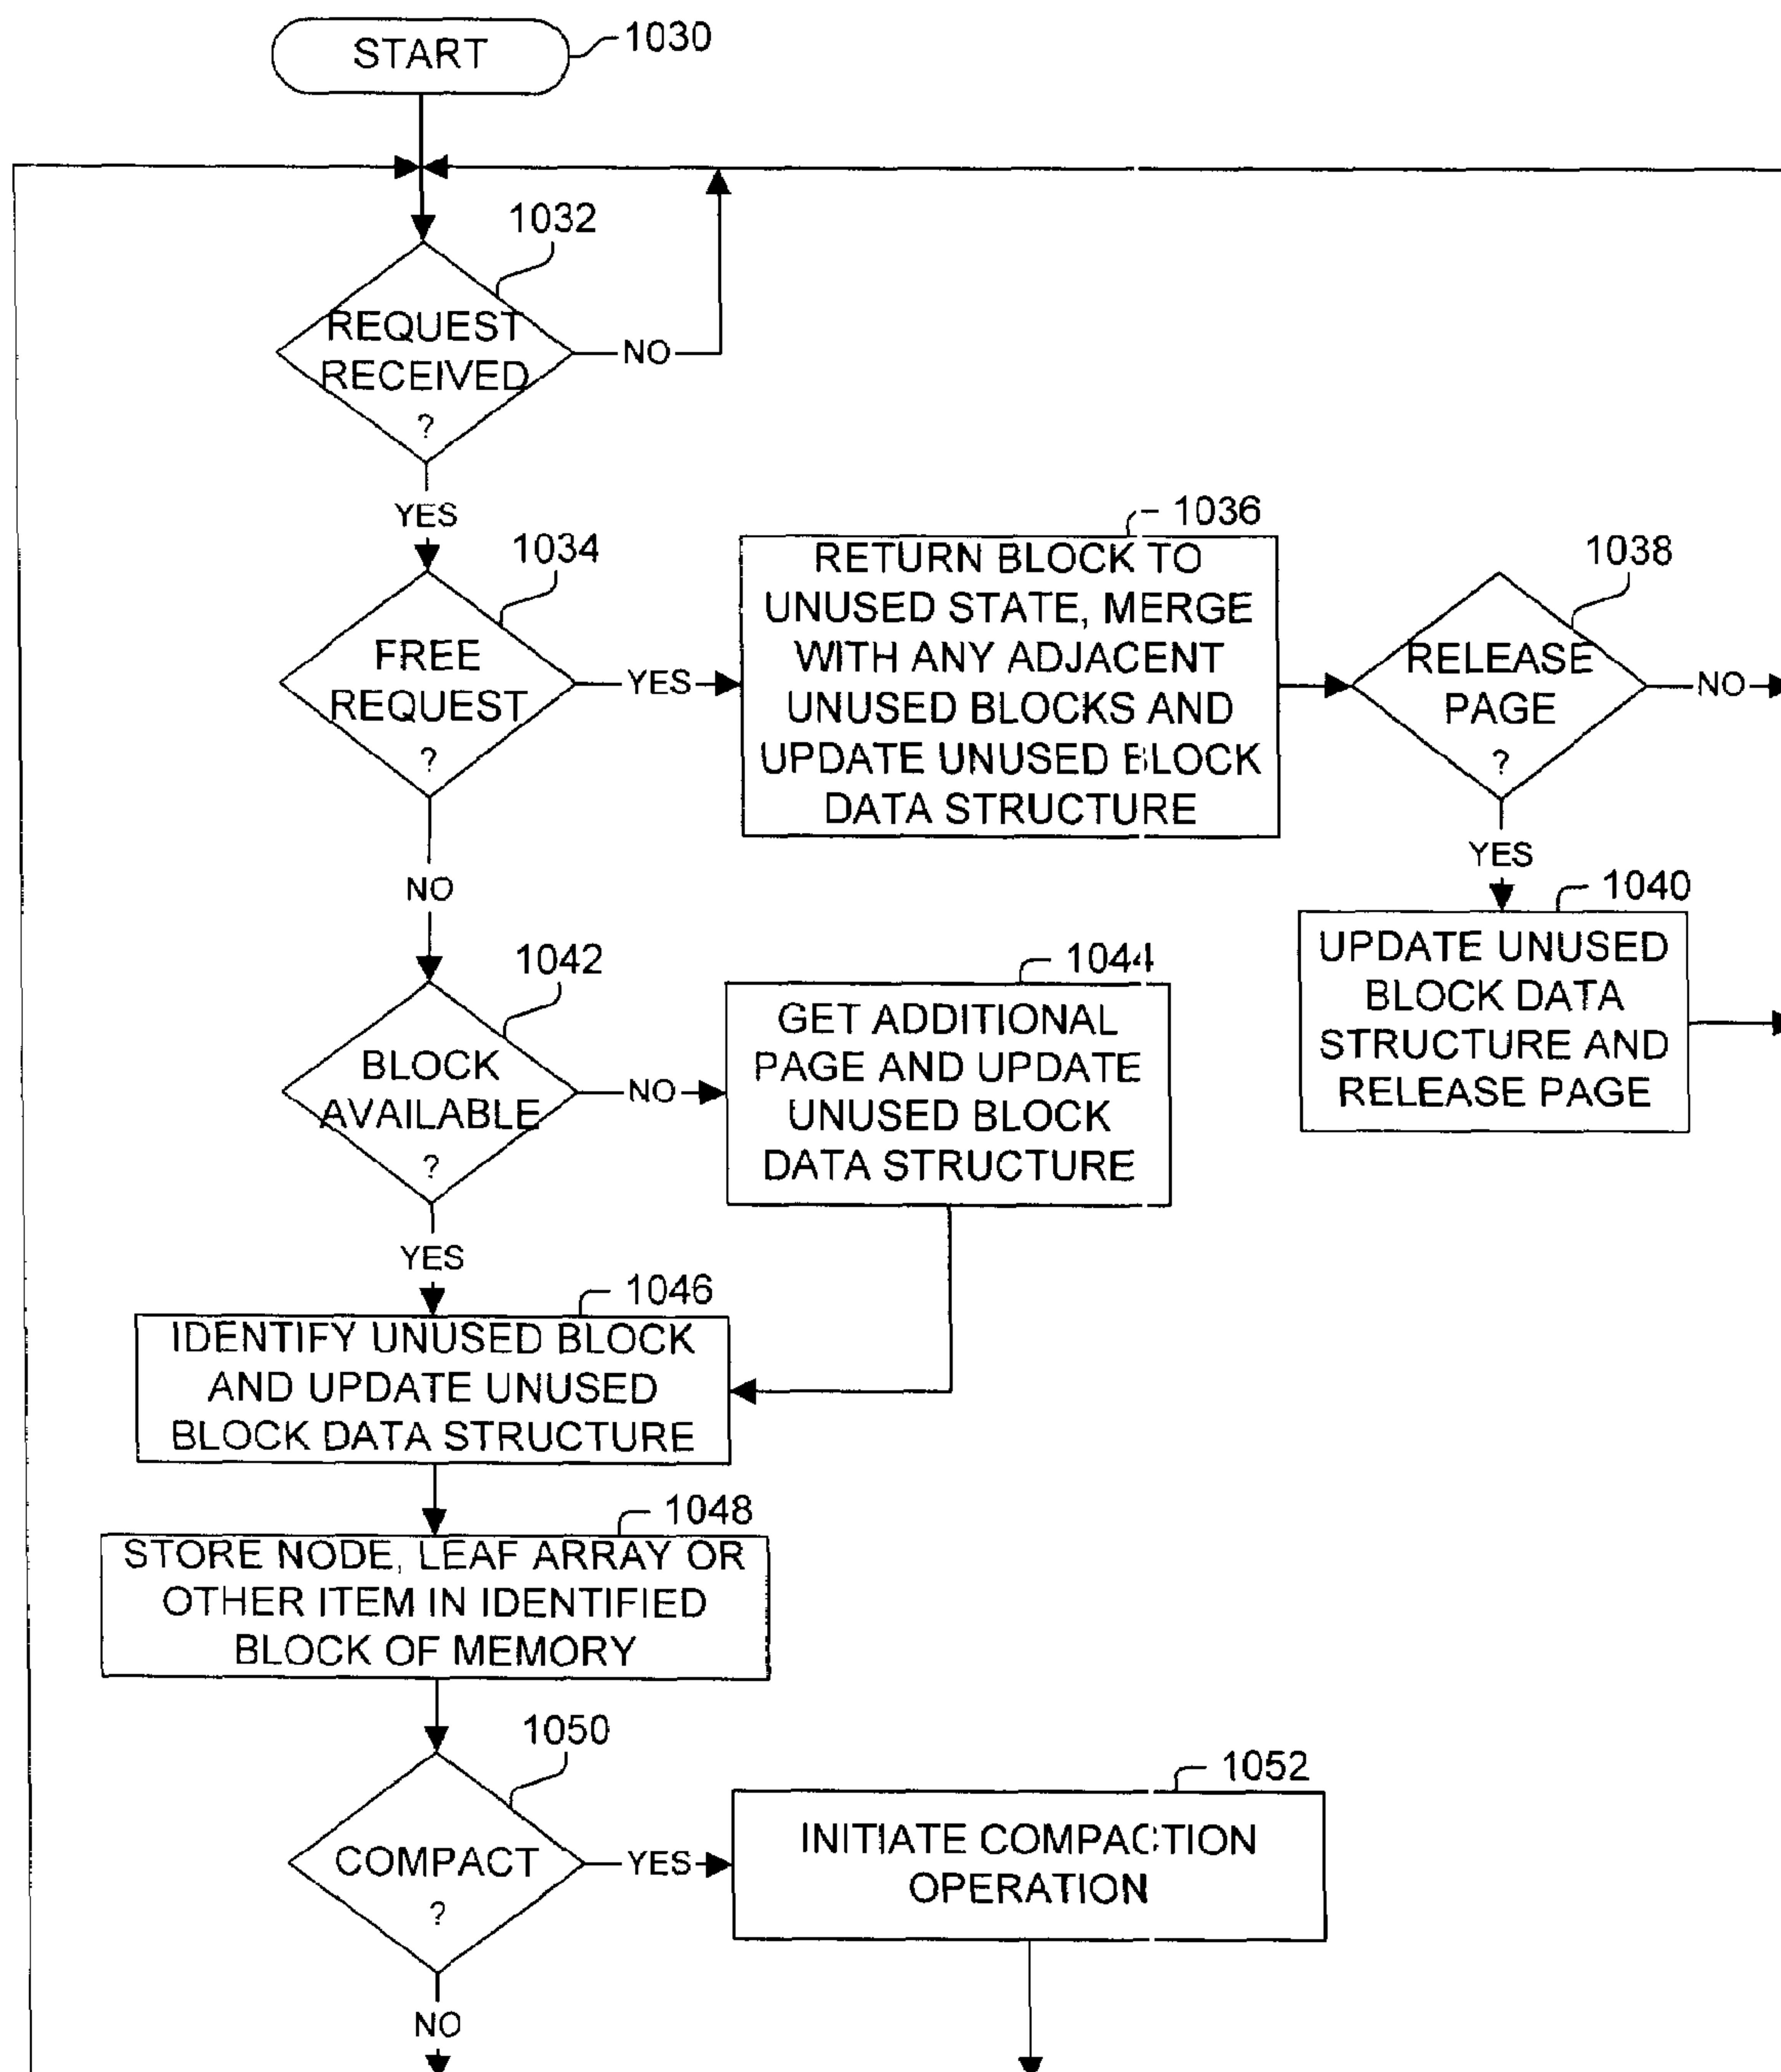 START
1030
1032
REQUEST
RECEIVED
?
NO
YES
1034
FREE
REQUEST
?
YES
1036
RETURN BLOCK TO
UNUSED STATE, MERGE
WITH ANY ADJACENT
UNUSED BLOCKS AND
UPDATE UNUSED BLOCK
DATA STRUCTURE
1038
RELEASE
PAGE
?
NO
YES
1040
UPDATE UNUSED
BLOCK DATA
STRUCTURE AND
RELEASE PAGE
NO
1042
BLOCK
AVAILABLE
?
NO
1044
GET ADDITIONAL
PAGE AND UPDATE
UNUSED BLOCK
DATA STRUCTURE
YES
1046
IDENTIFY UNUSED BLOCK
AND UPDATE UNUSED
BLOCK DATA STRUCTURE
1048
STORE NODE, LEAF ARRAY OR
OTHER ITEM IN IDENTIFIED
BLOCK OF MEMORY
1050
COMPACT
?
YES
1052
INITIATE COMPACTION
OPERATION
NO